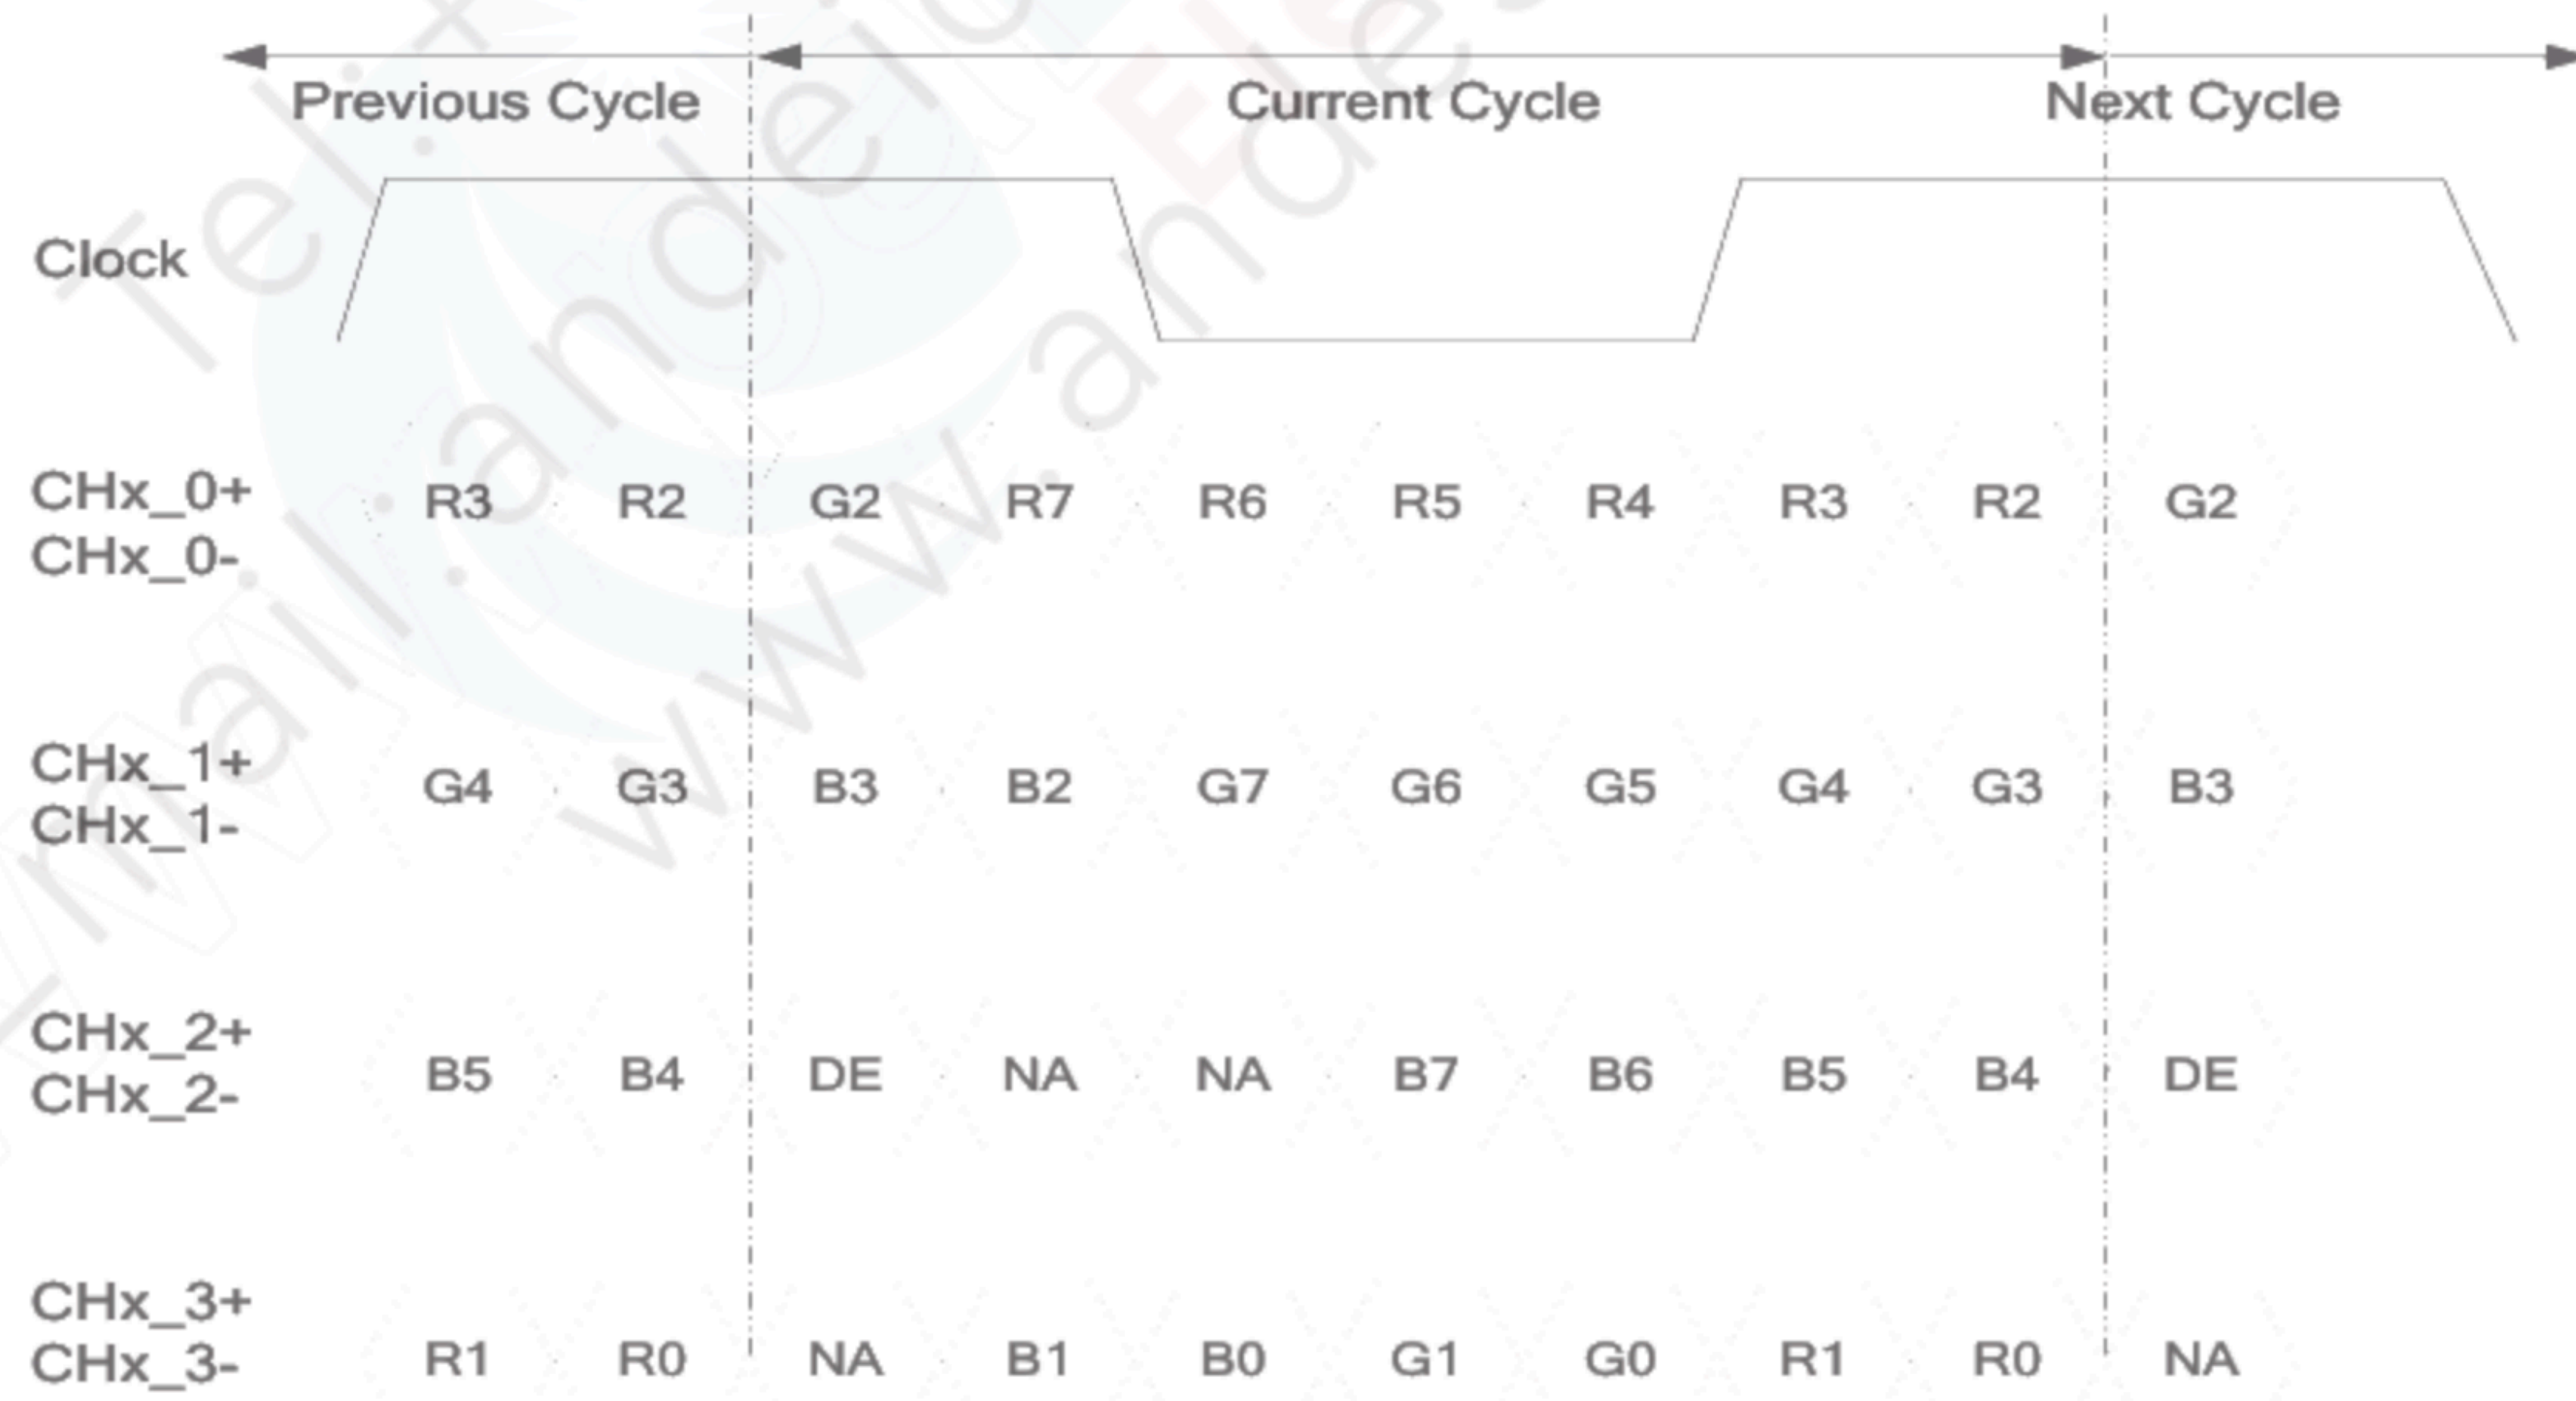 Previous Cycle Current Cycle Next Cycle
Clock
CHx_0+
R3 R2 G2 R7 R6 R5 R4 R3 R2 G2
CHx_0-
CHx_1+
G4 G3 B3 B2 G7 G6 G5 G4 G3 B3
CHx_1-
CHx_2+
B5 B4 DE NA NA B7 B6 B5 B4 DE
CHx_2-
CHx_3+
CHx_3-
R1 R0 NA B1 B0 G1 G0 R1 R0 NA